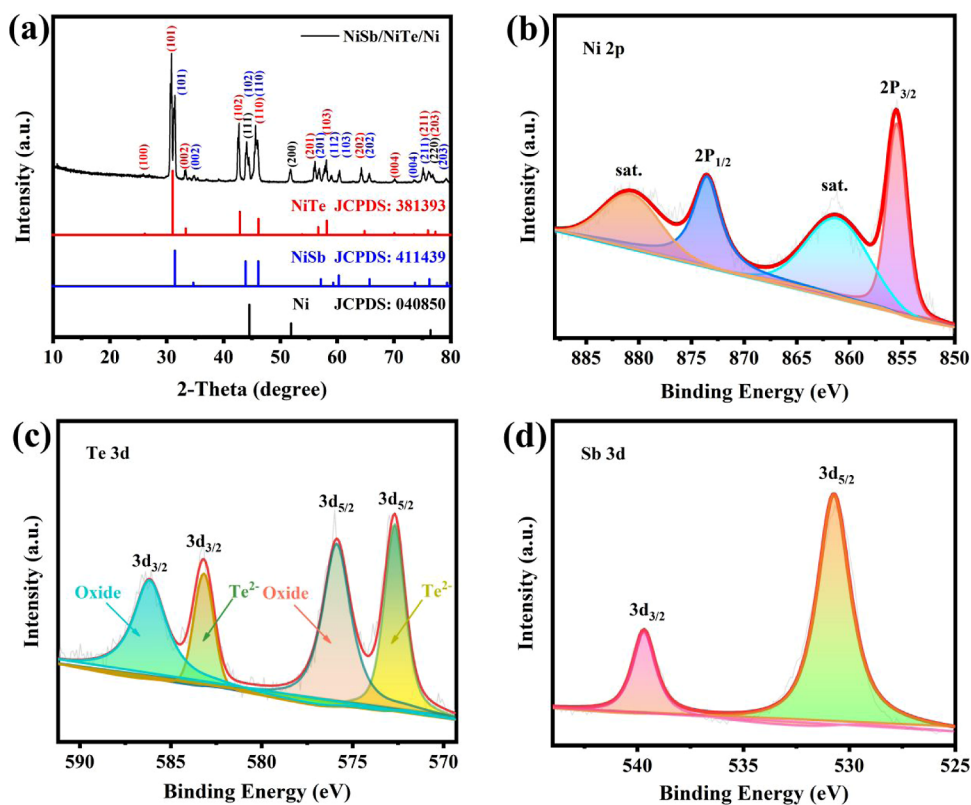 (a)
NiSb/NiTe/Ni
(101)
(101)
(100)
(002)
(002)
(102)
(111)
(102)
(110)
(110)
(200)
(201)
(201)
(103)
(112)
(103)
(202)
(202)
(004)
(004)
(211)
(211)
(220)
(203)
(203)
NiTe JCPDS: 381393
NiSb JCPDS: 411439
Ni JCPDS: 040850
10 20 30 40 50 60 70 80
2-Theta (degree)
Intensity (a.u.)
(b)
Ni 2p
sat.
2P1/2
sat.
2P3/2
885 880 875 870 865 860 855 850
Binding Energy (eV)
Intensity (a.u.)
(c)
Te 3d
3d3/2
3d3/2
3d5/2
3d5/2
Oxide
Te2-
Oxide
Te2-
590 585 580 575 570
Binding Energy (eV)
Intensity (a.u.)
(d)
Sb 3d
3d3/2
3d5/2
540 535 530 525
Binding Energy (eV)
Intensity (a.u.)